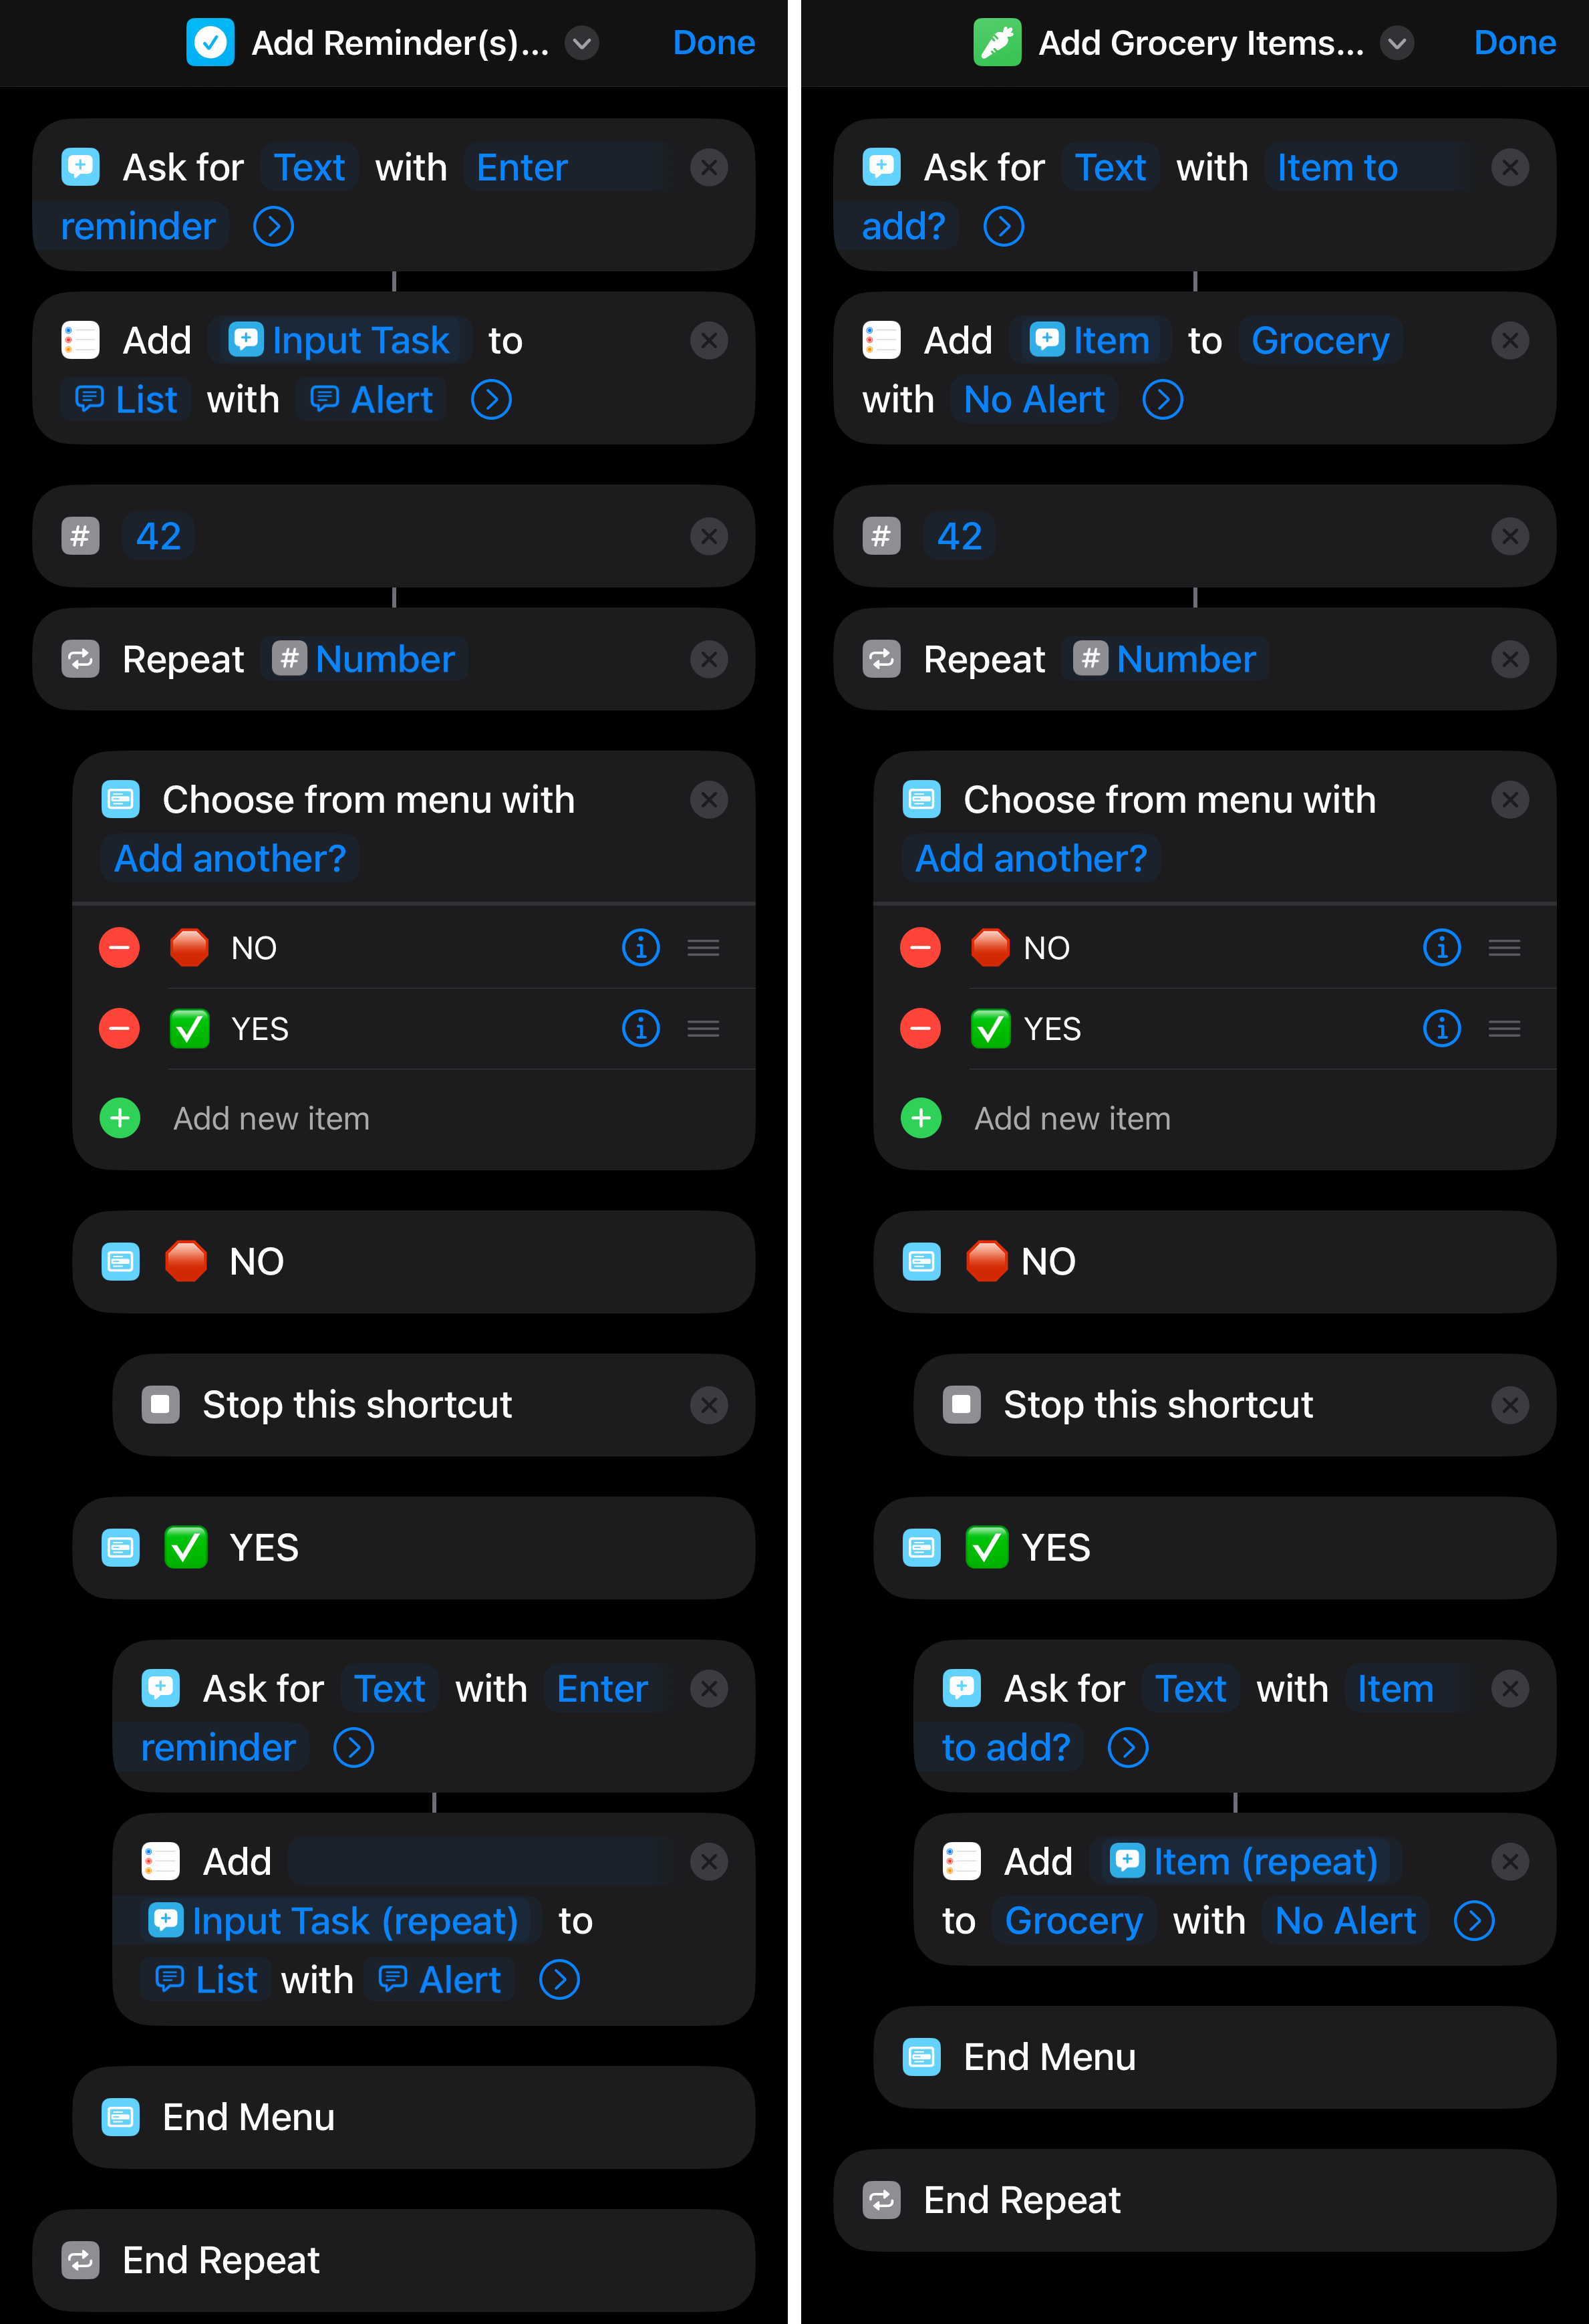 Add Reminder(s)...
Done
Ask for Text with Enter
reminder
Add Input Task to
List with Alert
# 42
Repeat # Number
Choose from menu with
Add another?
🛑 NO
✅ YES
Add new item
🛑 NO
Stop this shortcut
✅ YES
Ask for Text with Enter
reminder
Add
Input Task (repeat) to
List with Alert
End Menu
End Repeat
Add Grocery Items...
Done
Ask for Text with Item to
add?
Add Item to Grocery
with No Alert
# 42
Repeat # Number
Choose from menu with
Add another?
🛑 NO
✅ YES
Add new item
🛑 NO
Stop this shortcut
✅ YES
Ask for Text with Item
to add?
Add Item (repeat)
to Grocery with No Alert
End Menu
End Repeat